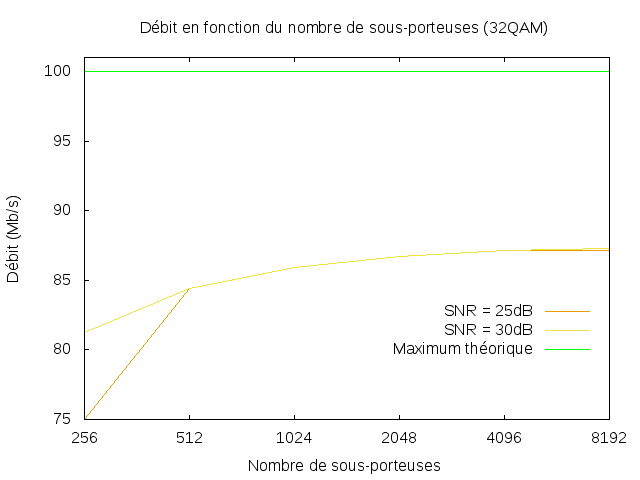 Débit en fonction du nombre de sous-porteuses (32QAM)
100
95
90
85
80
75
Débit (Mb/s)
SNR = 25dB
SNR = 30dB
Maximum théorique
256 512 1024 2048 4096 8192
Nombre de sous-porteuses